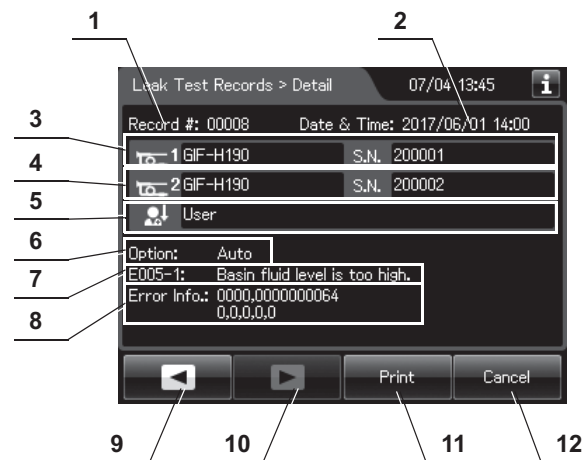 1 2
Leak Test Records > Detail 07/04 13:45 i
Record #: 00008 Date & Time: 2017/06/01 14:00
3
1 GIF-H190 S.N. 200001
4
2 GIF-H190 S.N. 200002
5
User
6
Option: Auto
7
E005-1: Basin fluid level is too high.
8
Error Info.: 0000,0000000064
0,0,0,0,0
Print Cancel
9 10 11 12